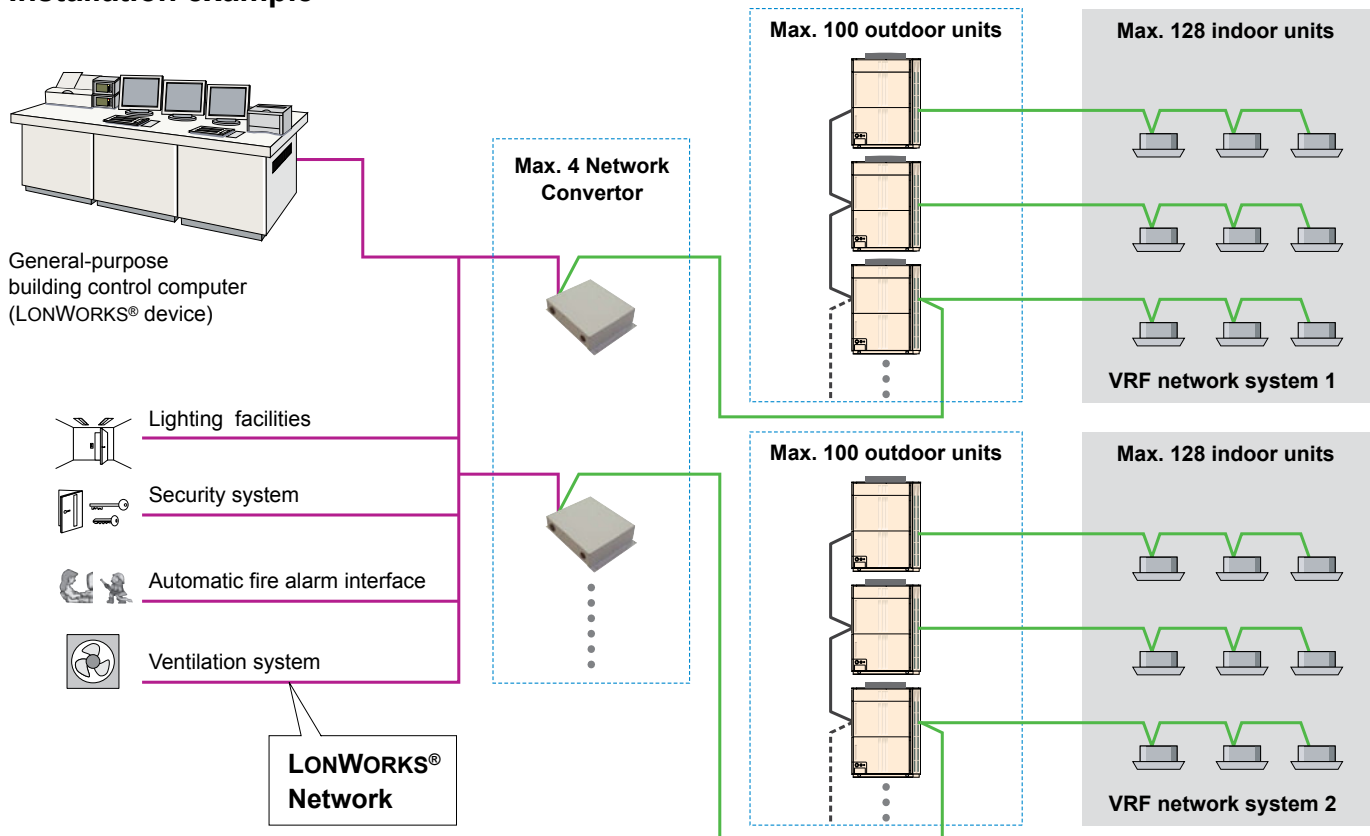 Installation example
Max. 100 outdoor units
Max. 128 indoor units
Max. 4 Network
Convertor
General-purpose
building control computer
(LONWORKS® device)
VRF network system 1
Lighting facilities
Security system
Automatic fire alarm interface
Ventilation system
LONWORKS®
Network
Max. 100 outdoor units
Max. 128 indoor units
VRF network system 2